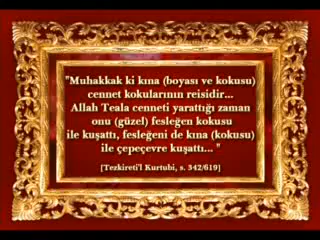 "Muhakkak ki kına (boyası ve kokusu)
cennet kokularının reisidir...
Allah Teala cenneti yarattığı zaman
onu (güzel) fesleğen kokusu
ile kuşattı, fesleğeni de kına (kokusu)
ile çepeçevre kuşattı... "
[Tezkireti'l Kurtubi, s. 342/619]